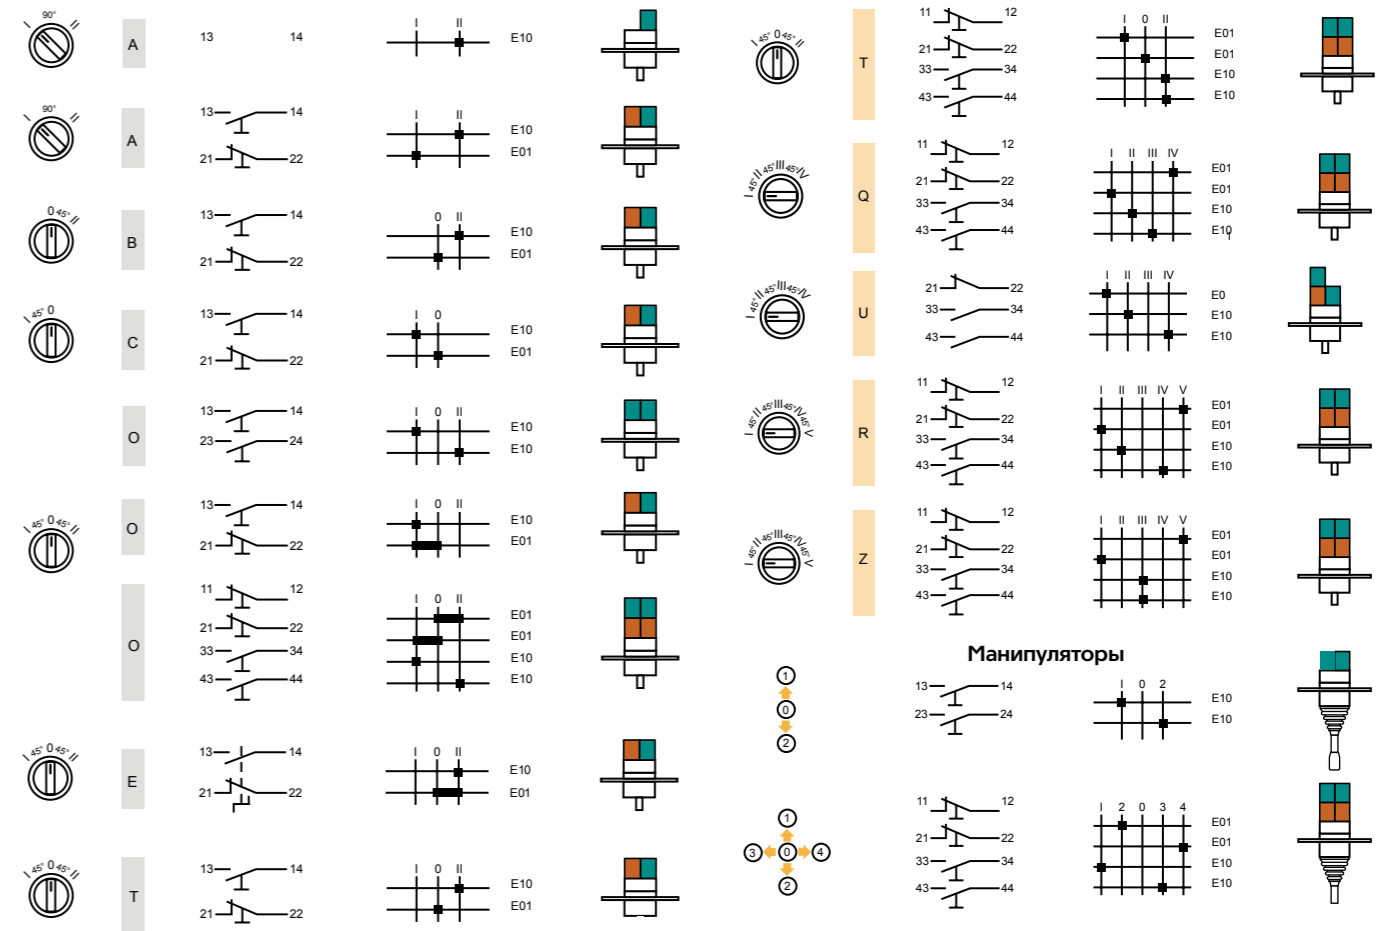 I 90° II
A
13 14
I II
E10
I 90° II
A
13 14
21 22
I II
E10
E01
0 45° II
B
13 14
21 22
0 II
E10
E01
I 45° 0
C
13 14
21 22
I 0
E10
E01
O
13 14
23 24
I 0 II
E10
E10
I 45° 0 45° II
O
13 14
21 22
I 0 II
E10
E01
O
11 12
21 22
33 34
43 44
I 0 II
E01
E01
E10
E10
I 45° 0 45° II
E
13 14
21 22
I 0 II
E10
E01
I 45° 0 45° II
T
13 14
21 22
I 0 II
E10
E01
I 45° 0 45° II
T
11 12
21 22
33 34
43 44
I 0 II
E01
E01
E10
E10
I 45° II 45° III 45° IV
Q
11 12
21 22
33 34
43 44
I II III IV
E01
E01
E10
E10
I 45° II 45° III 45° IV
U
21 22
33 34
43 44
I II III IV
E0
E10
E10
I 45° II 45° III 45° IV 45° V
R
11 12
21 22
33 34
43 44
I II III IV V
E01
E01
E10
E10
I 45° II 45° III 45° IV 45° V
Z
11 12
21 22
33 34
43 44
I II III IV V
E01
E01
E10
E10
Манипуляторы
1
0
2
13 14
23 24
I 0 2
E10
E10
1
3 0 4
2
11 12
21 22
33 34
43 44
I 2 0 3 4
E01
E01
E10
E10